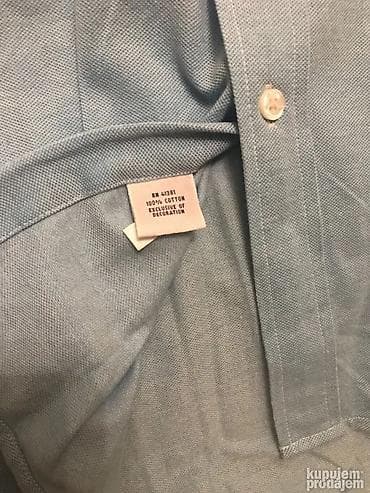 RN 41381
100% COTTON
EXCLUSIVE OF
DECORATION
kupujem
prodajem